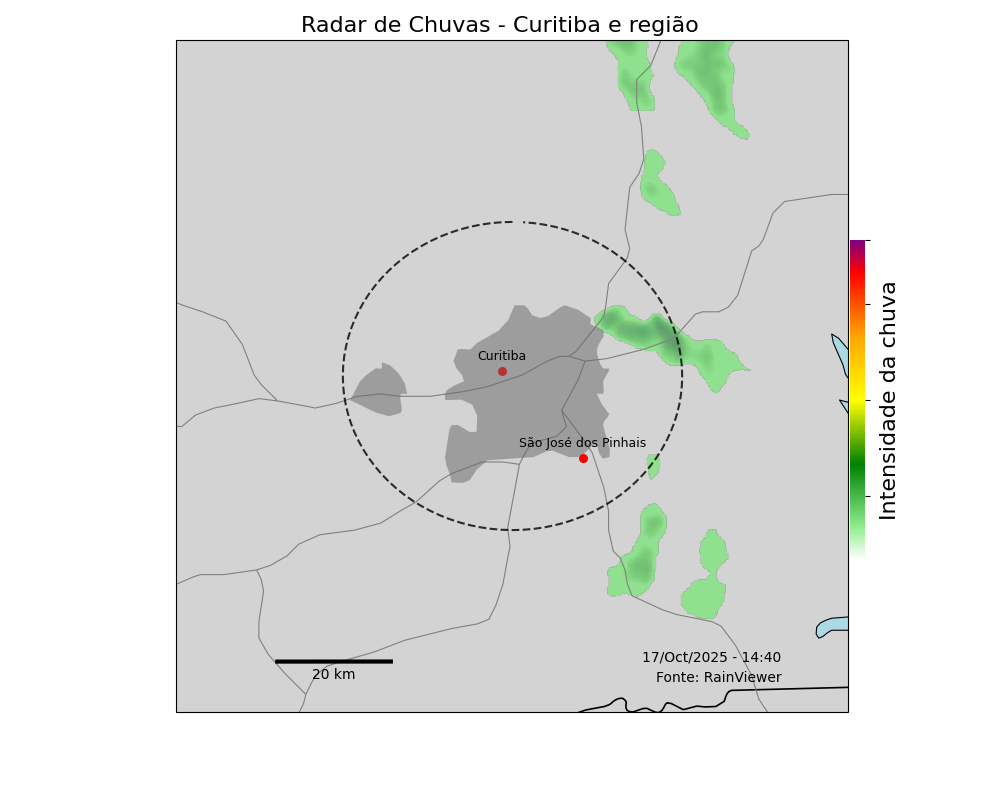 Radar de Chuvas - Curitiba e região
Curitiba
São José dos Pinhais
Intensidade da chuva
17/Oct/2025 - 14:40
Fonte: RainViewer
20 km